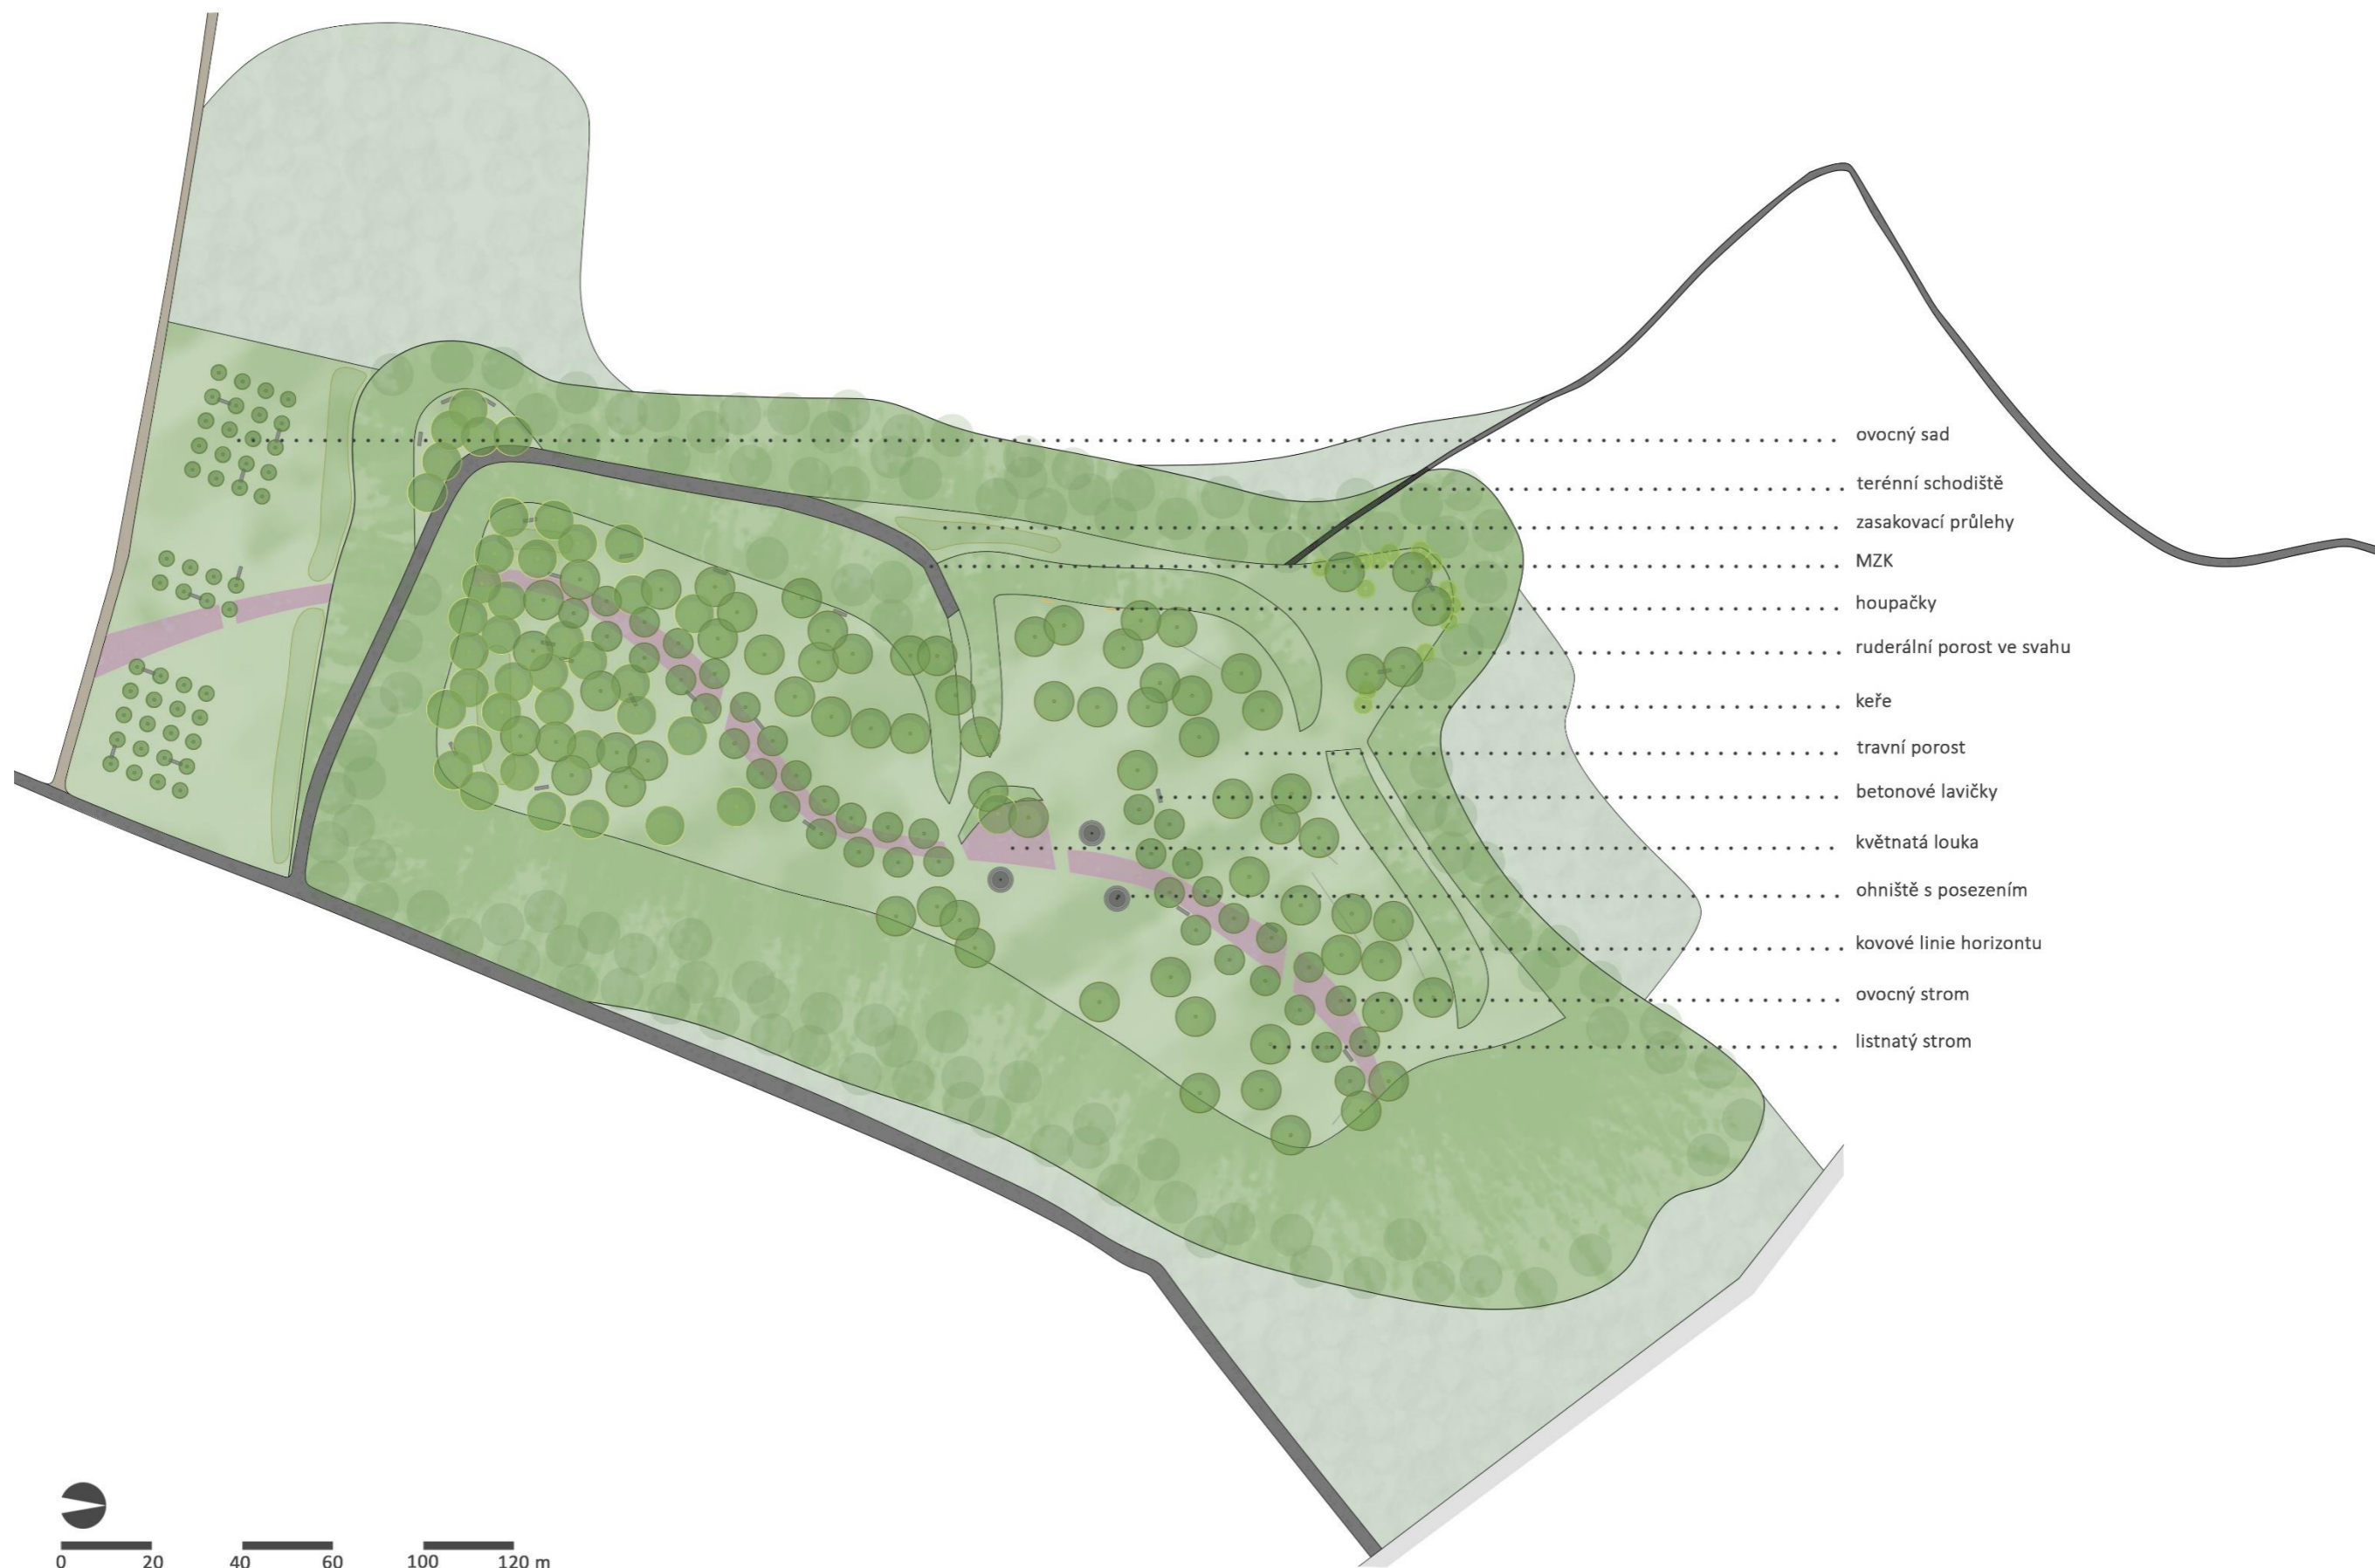 ovocný sad
terénní schodiště
zasakovací průlehy
MZK
houpačky
ruderální porost ve svahu
keře
travní porost
betonové lavičky
květnatá louka
ohniště s posezením
kovové linie horizontu
ovocný strom
listnatý strom
0 20 40 60 100 120 m